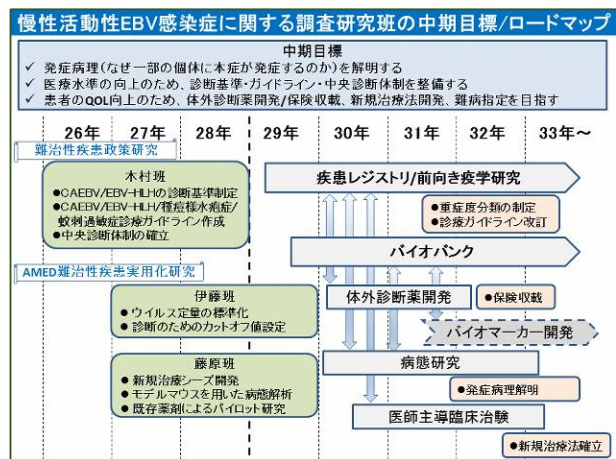 慢性活動性EBV感染症に関する調査研究班の中期目標/ロードマップ
中期目標
✓ 発症病理(なぜ一部の個体に本症が発症するのか)を解明する
✓ 医療水準の向上のため、診断基準・ガイドライン・中央診断体制を整備する
✓ 患者のQOL向上のため、体外診断薬開発/保険収載、新規治療法開発、難病指定を目指す
26年 27年 28年 29年 30年 31年 32年 33年～
難治性疾患政策研究
木村班
●CAEBV/EBV-HLHの診断基準制定
●CAEBV/EBV-HLH/種痘様水疱症/
蚊刺過敏症診療ガイドライン作成
●中央診断体制の確立
疾患レジストリ/前向き疫学研究
●重症度分類の制定
●診療ガイドライン改訂
バイオバンク
AMED難治性疾患実用化研究
伊藤班
●ウイルス定量の標準化
●診断のためのカットオフ値設定
体外診断薬開発
●保険収載
バイオマーカー開発
藤原班
●新規治療シーズ開発
●モデルマウスを用いた病態解析
●既存薬剤によるパイロット研究
病態研究
●発症病理解明
医師主導臨床治験
●新規治療法確立